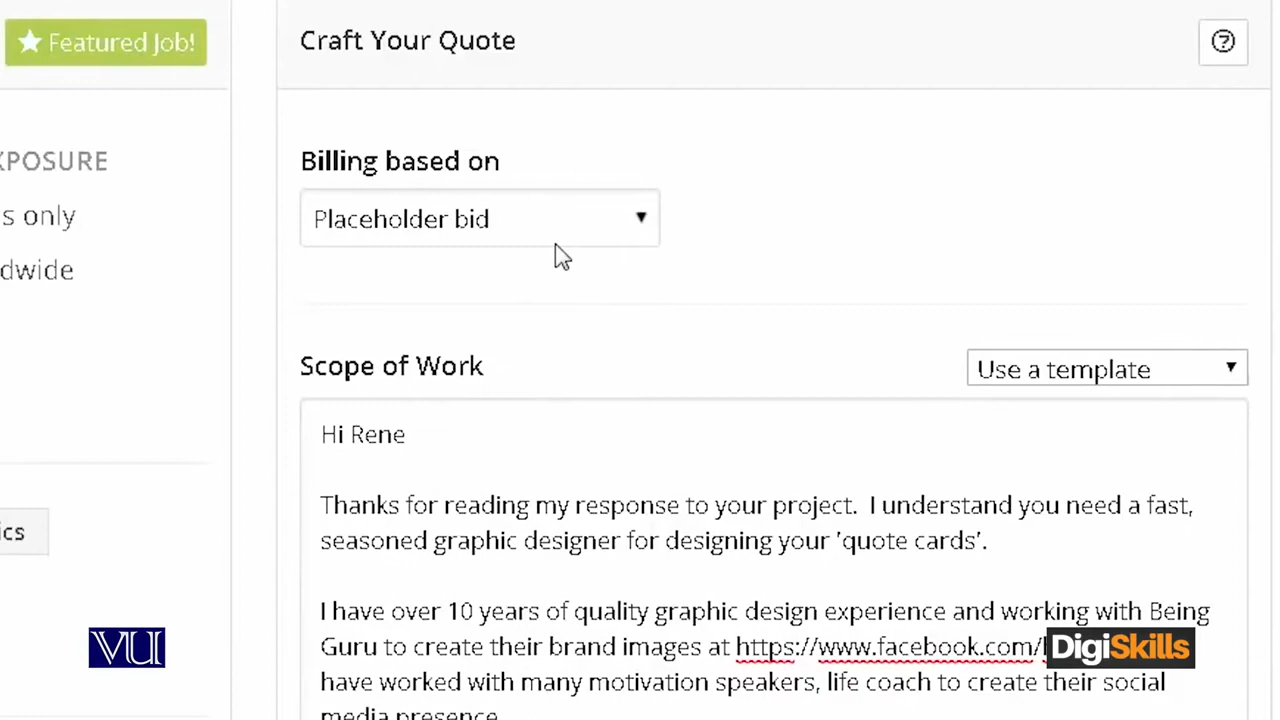 Featured Job!
Craft Your Quote
XPOSURE
s only
dwide
Billing based on
Placeholder bid
Scope of Work
Use a template
Hi Rene
Thanks for reading my response to your project. I understand you need a fast,
seasoned graphic designer for designing your 'quote cards'.
I have over 10 years of quality graphic design experience and working with Being
Guru to create their brand images at https://www.facebook.com/
have worked with many motivation speakers, life coach to create their social
media presence
ics
VU
DigiSkills